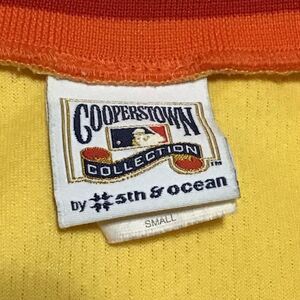 COOPERSTOWN
COLLECTION
TM
by 5th & ocean
SMALL